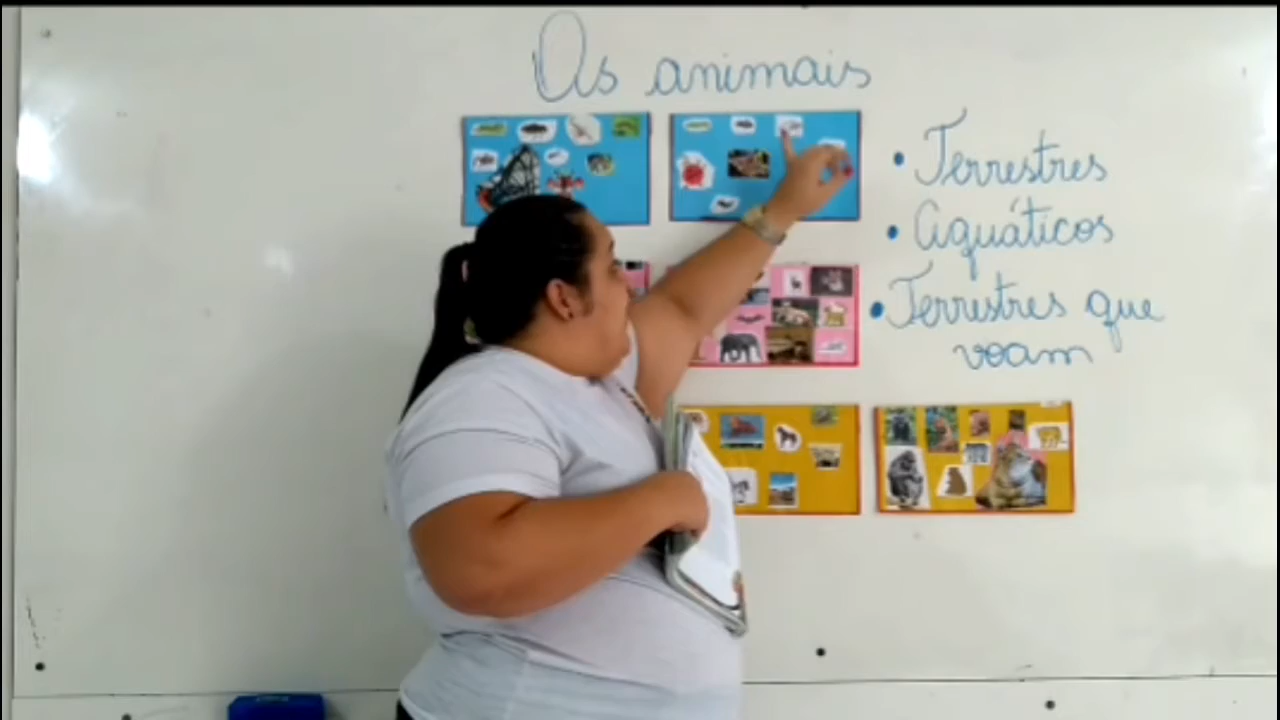 Os animais
• Terrestres
• Aquáticos
• Terrestres que
voam